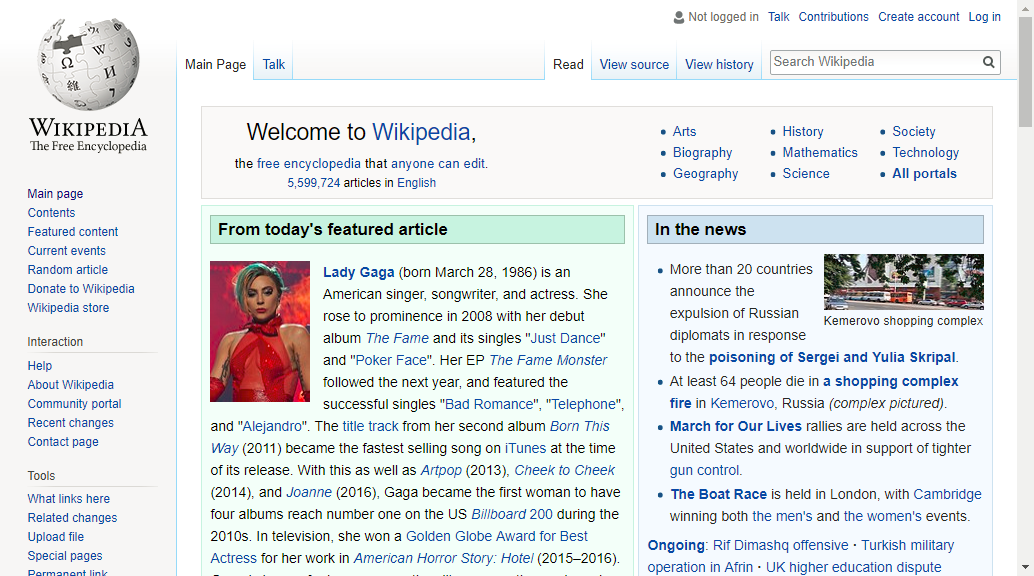 Not logged in Talk Contributions Create account Log in
Main Page Talk Read View source View history Search Wikipedia
WIKIPEDIA
The Free Encyclopedia
Main page
Contents
Featured content
Current events
Random article
Donate to Wikipedia
Wikipedia store
Interaction
Help
About Wikipedia
Community portal
Recent changes
Contact page
Tools
What links here
Related changes
Upload file
Special pages
Permanent link
Welcome to Wikipedia,
the free encyclopedia that anyone can edit.
5,599,724 articles in English
Arts
Biography
Geography
History
Mathematics
Science
Society
Technology
All portals
From today's featured article
Lady Gaga (born March 28, 1986) is an
American singer, songwriter, and actress. She
rose to prominence in 2008 with her debut
album The Fame and its singles "Just Dance"
and "Poker Face". Her EP The Fame Monster
followed the next year, and featured the
successful singles "Bad Romance", "Telephone",
and "Alejandro". The title track from her second album Born This
Way (2011) became the fastest selling song on iTunes at the time
of its release. With this as well as Artpop (2013), Cheek to Cheek
(2014), and Joanne (2016), Gaga became the first woman to have
four albums reach number one on the US Billboard 200 during the
2010s. In television, she won a Golden Globe Award for Best
Actress for her work in American Horror Story: Hotel (2015–2016).
In the news
More than 20 countries
announce the
expulsion of Russian
diplomats in response
to the poisoning of Sergei and Yulia Skripal.
Kemerovo shopping complex
At least 64 people die in a shopping complex
fire in Kemerovo, Russia (complex pictured).
March for Our Lives rallies are held across the
United States and worldwide in support of tighter
gun control.
The Boat Race is held in London, with Cambridge
winning both the men's and the women's events.
Ongoing: Rif Dimashq offensive · Turkish military
operation in Afrin · UK higher education dispute